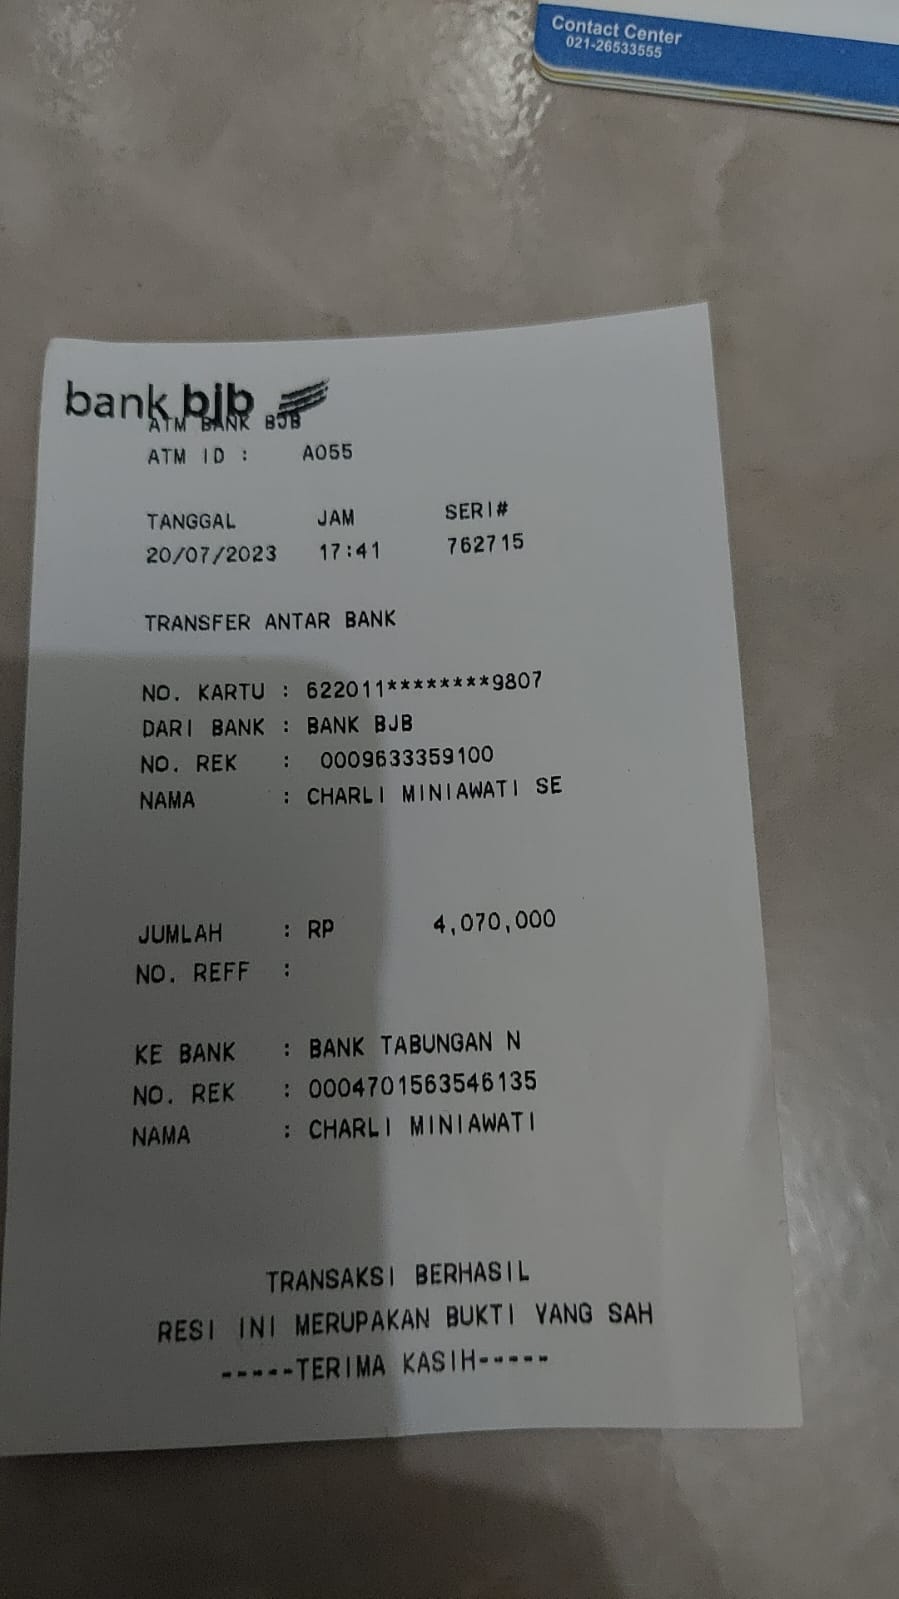 Contact Center
021-26533555
bank bjb
ATM BANK BJB
ATM ID : A055
TANGGAL JAM SERI#
20/07/2023 17:41 762715
TRANSFER ANTAR BANK
NO. KARTU : 622011********9807
DARI BANK : BANK BJB
NO. REK : 0009633359100
NAMA : CHARLI MINIAWATI SE
JUMLAH : RP 4,070,000
NO. REFF :
KE BANK : BANK TABUNGAN N
NO. REK : 0004701563546135
NAMA : CHARLI MINIAWATI
TRANSAKSI BERHASIL
RESI INI MERUPAKAN BUKTI YANG SAH
-----TERIMA KASIH-----